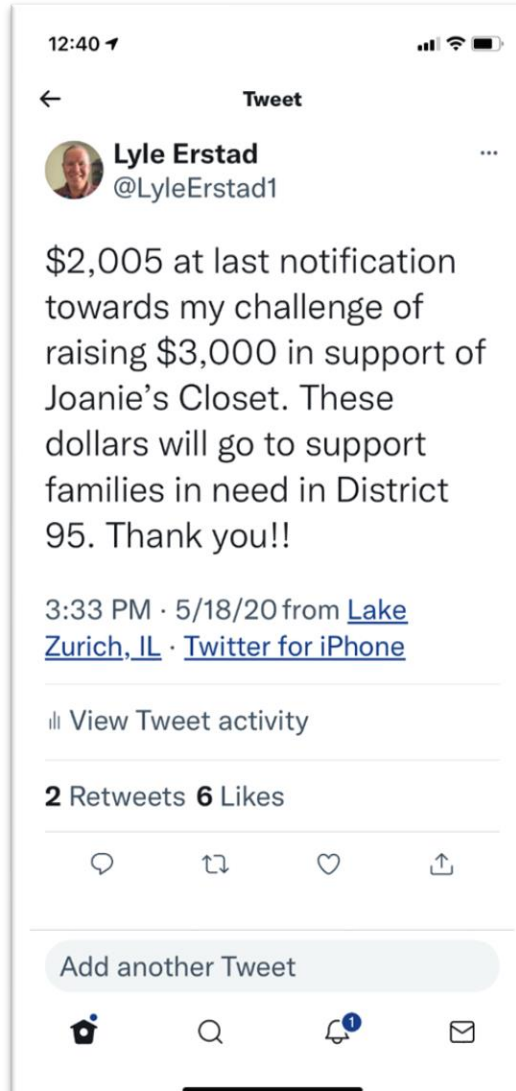 12:40
Tweet
Lyle Erstad
@LyleErstad1
$2,005 at last notification
towards my challenge of
raising $3,000 in support of
Joanie’s Closet. These
dollars will go to support
families in need in District
95. Thank you!!
3:33 PM · 5/18/20 from Lake
Zurich, IL · Twitter for iPhone
View Tweet activity
2 Retweets 6 Likes
Add another Tweet
1